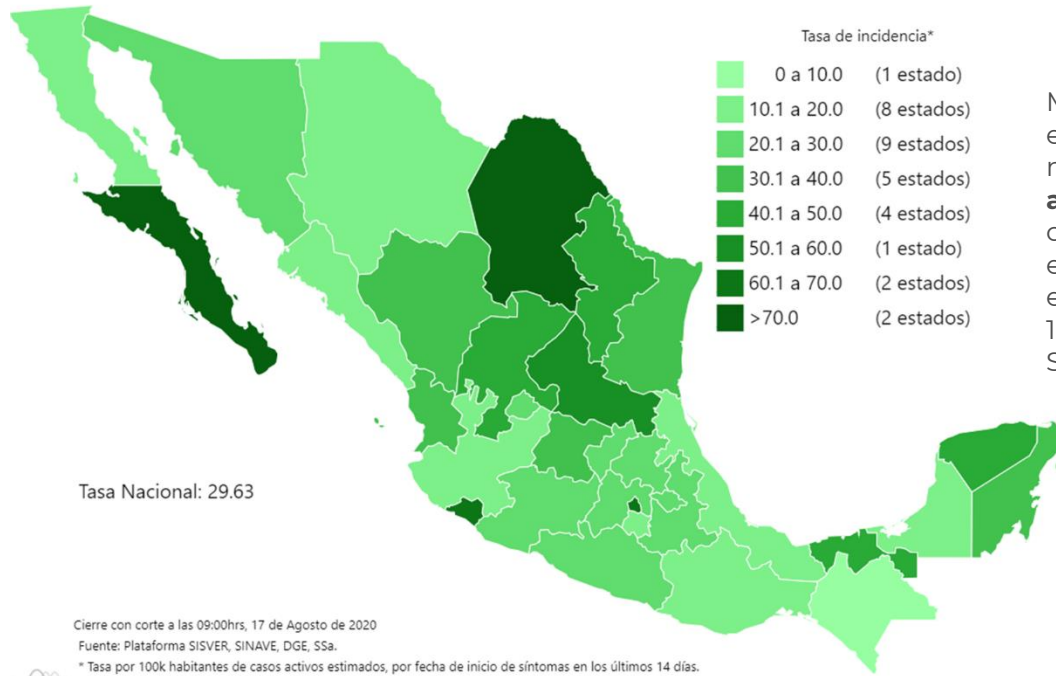 Tasa de incidencia*
0 a 10.0 (1 estado)
10.1 a 20.0 (8 estados)
20.1 a 30.0 (9 estados)
30.1 a 40.0 (5 estados)
40.1 a 50.0 (4 estados)
50.1 a 60.0 (1 estado)
60.1 a 70.0 (2 estados)
>70.0 (2 estados)
Tasa Nacional: 29.63
Cierre con corte a las 09:00hrs, 17 de Agosto de 2020
Fuente: Plataforma SISVER, SINAVE, DGE, SSa.
* Tasa por 100k habitantes de casos activos estimados, por fecha de inicio de síntomas en los últimos 14 días.